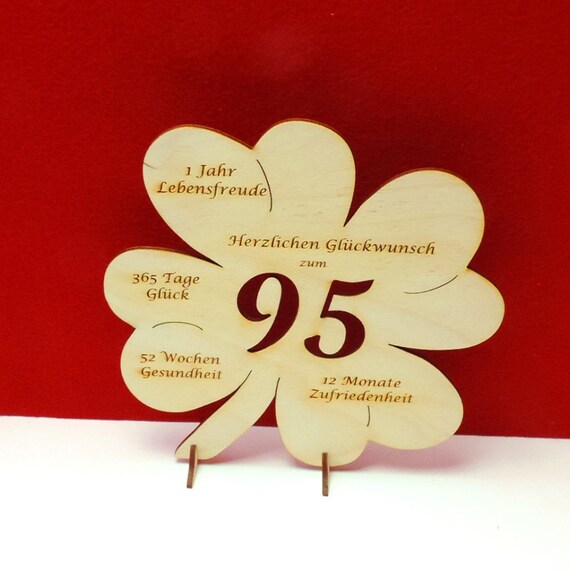 1 Jahr
Lebensfreude
Herzlichen Glückwunsch
zum
95
365 Tage
Glück
52 Wochen
Gesundheit
12 Monate
Zufriedenheit